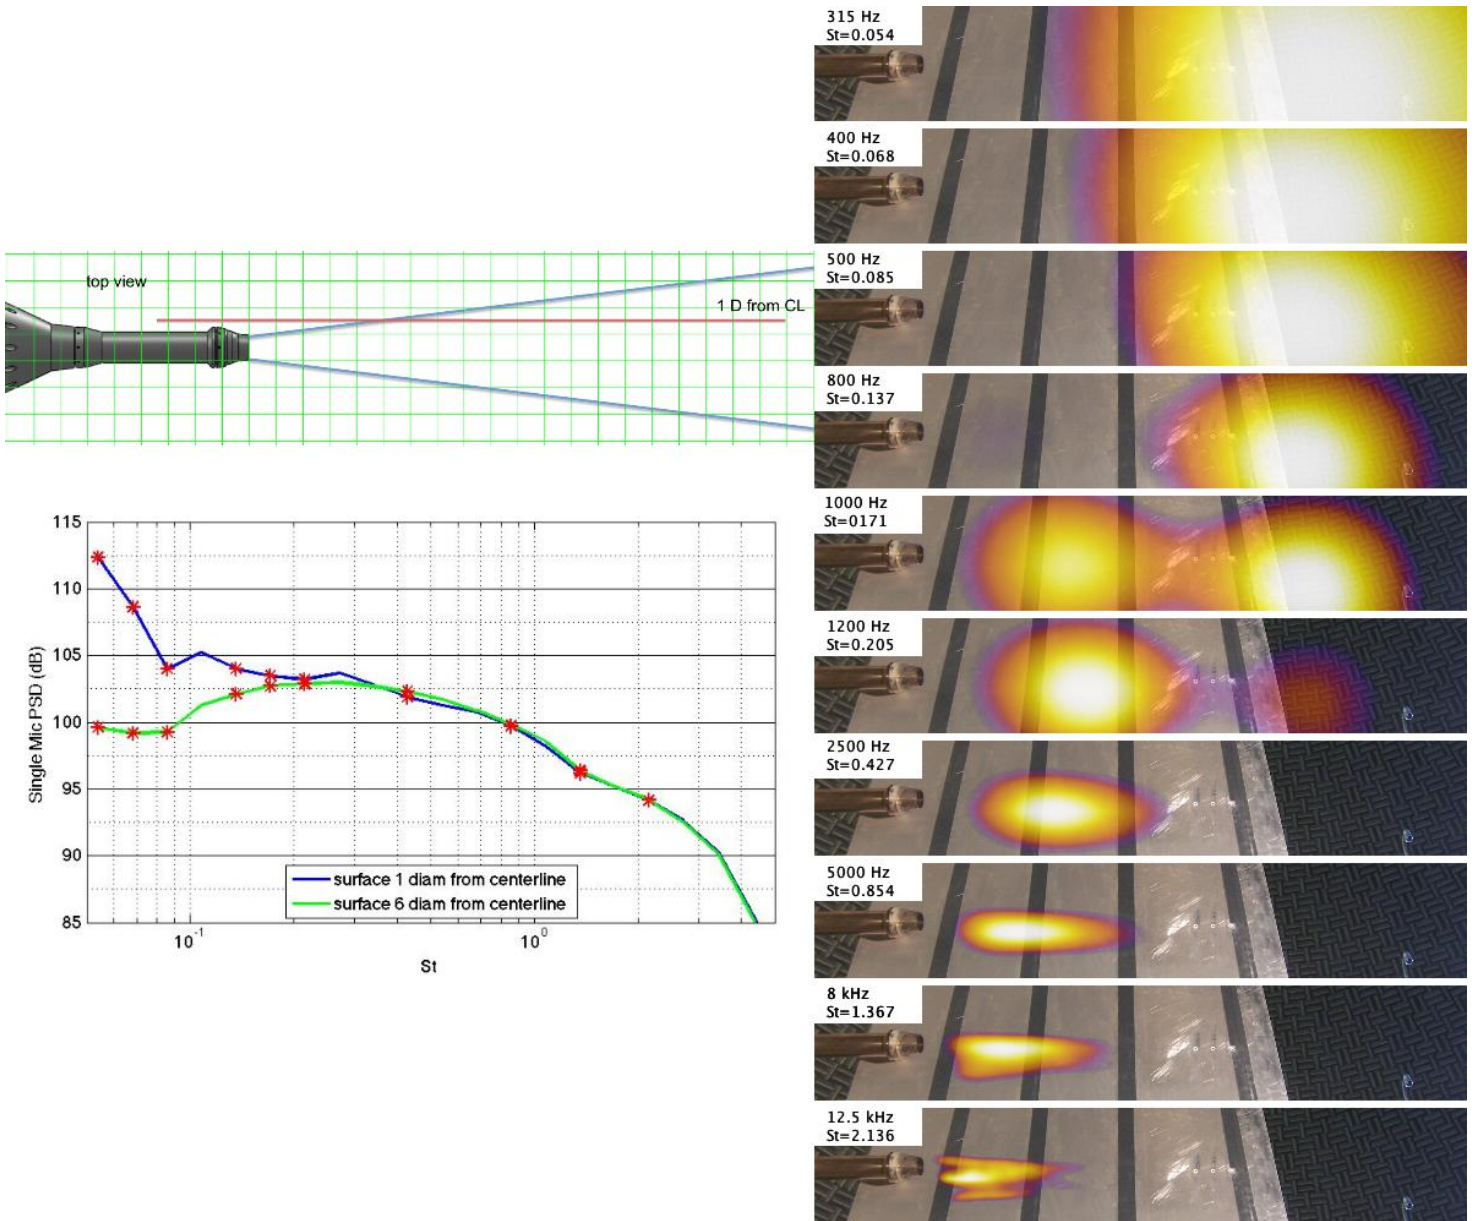 top view
1 D from CL
115
110
105
100
95
90
85
Single Mic PSD (dB)
surface 1 diam from centerline
surface 6 diam from centerline
10⁻¹
10⁰
St
315 Hz
St=0.054
400 Hz
St=0.068
500 Hz
St=0.085
800 Hz
St=0.137
1000 Hz
St=0171
1200 Hz
St=0.205
2500 Hz
St=0.427
5000 Hz
St=0.854
8 kHz
St=1.367
12.5 kHz
St=2.136